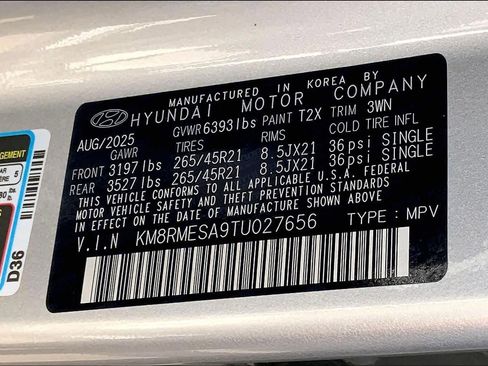 MANUFACTURED IN KOREA BY
HYUNDAI MOTOR COMPANY
AUG/2025 GVWR 6393 lbs PAINT T2X TRIM 3WN
GAWR TIRES RIMS COLD TIRE INFL
FRONT 3197 lbs 265/45R21 8.5JX21 36 psi SINGLE
REAR 3527 lbs 265/45R21 8.5JX21 36 psi SINGLE
THIS VEHICLE CONFORMS TO ALL APPLICABLE U.S.A. FEDERAL
MOTOR VEHICLE SAFETY AND THEFT PREVENTION STANDARDS IN
EFFECT ON THE DATE OF MANUFACTURE SHOWN ABOVE.
V.I.N KM8RMESA9TU027656 TYPE : MPV
D36